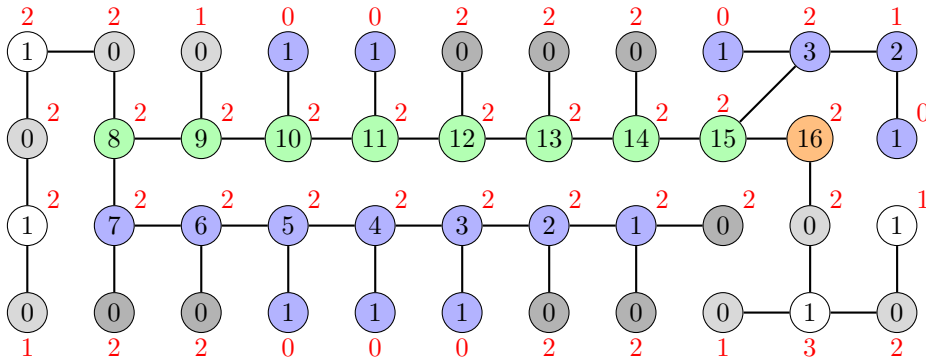 2 2 1 0 0 2 2 2 0 2 1
1 0 0 1 1 0 0 0 1 3 2
2 2 2 2 2 2 2 2 2 2 0
0 8 9 10 11 12 13 14 15 16 1
2 2 2 2 2 2 2 2 2 2 1
1 7 6 5 4 3 2 1 0 0 1
0 0 0 1 1 1 0 0 0 1 0
1 2 2 0 0 0 2 2 1 3 2